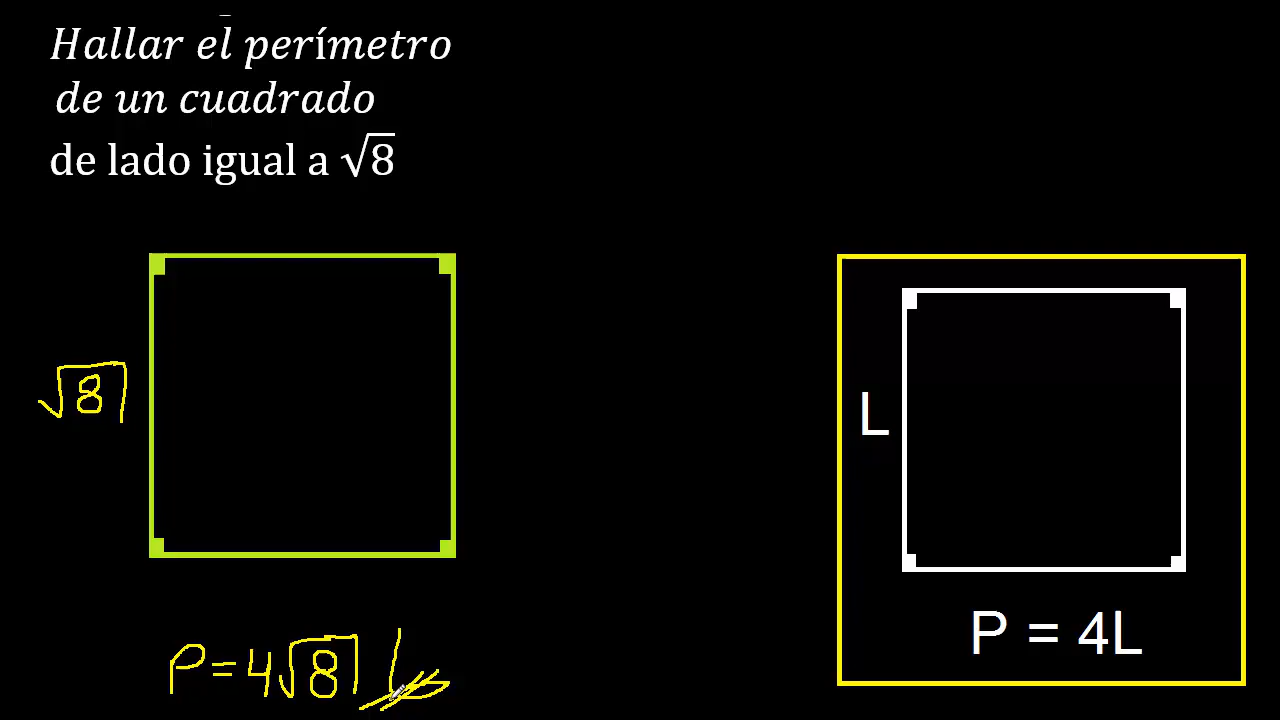 Hallar el perímetro
de un cuadrado
de lado igual a √8
√8
L
P = 4L
P = 4√8